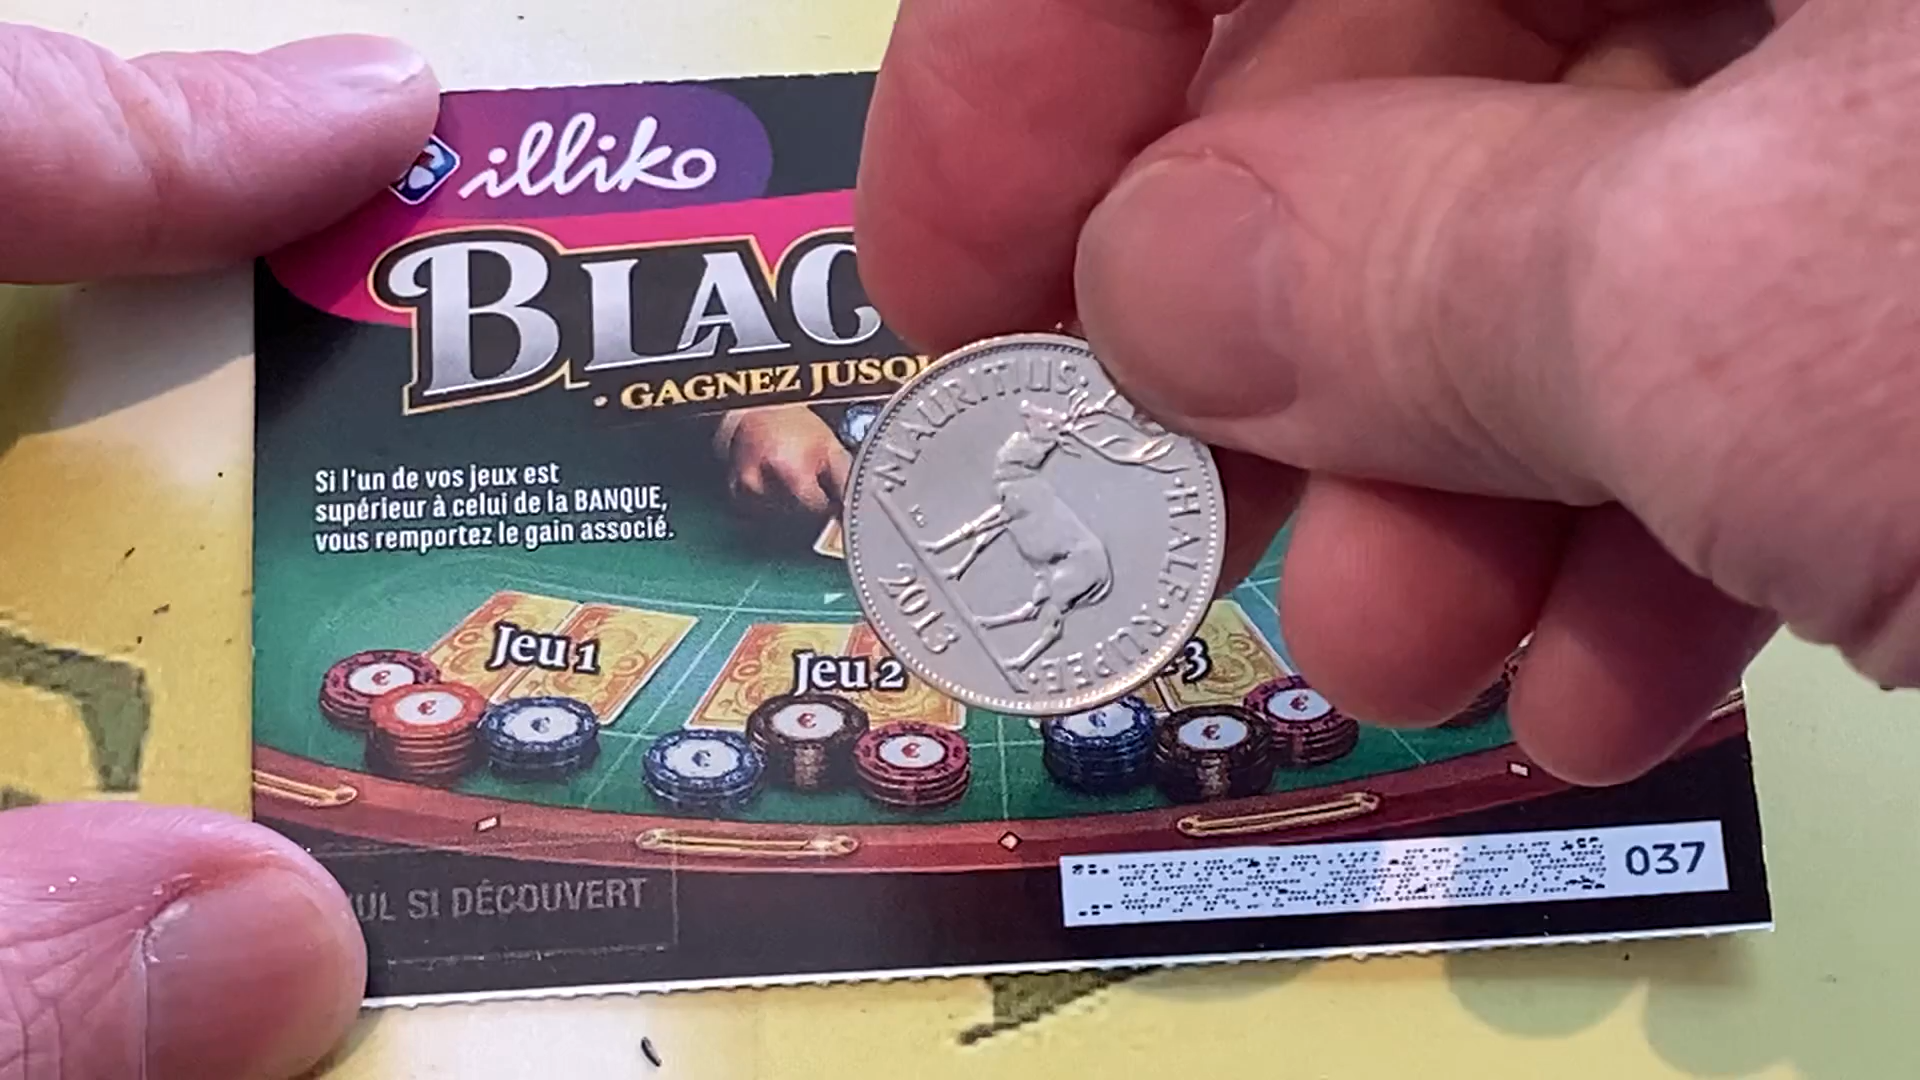 illiko
BLAC
· GAGNEZ JUSQU
Si l'un de vos jeux est
supérieur à celui de la BANQUE,
vous remportez le gain associé.
·MAURITIUS·
·HALF·RUPEE·
2013
Jeu 1
Jeu 2
3
UL SI DÉCOUVERT
037